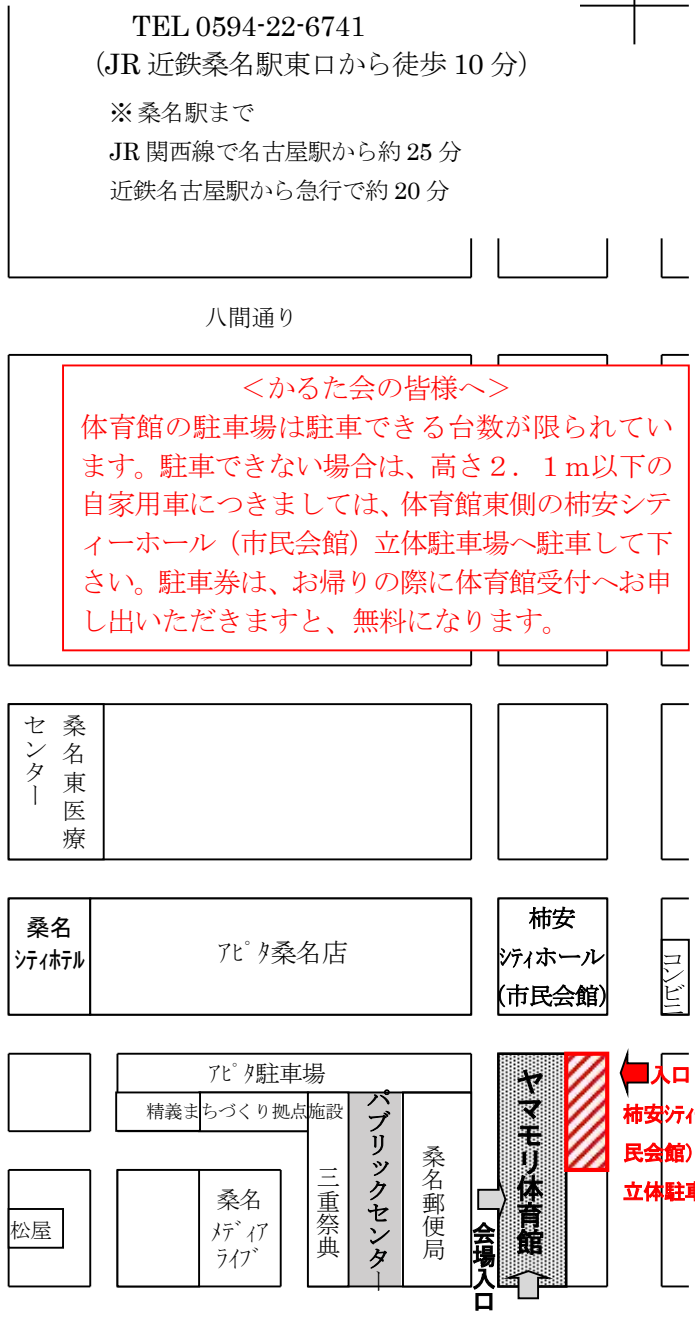 TEL 0594-22-6741
(JR 近鉄桑名駅東口から徒歩 10 分)
※ 桑名駅まで
JR 関西線で名古屋駅から約 25 分
近鉄名古屋駅から急行で約 20 分
八間通り
＜かるた会の皆様へ＞
体育館の駐車場は駐車できる台数が限られてい
ます。駐車できない場合は、高さ２．１ｍ以下の
自家用車につきましては、体育館東側の柿安シテ
ィーホール（市民会館）立体駐車場へ駐車して下
さい。駐車券は、お帰りの際に体育館受付へお申
し出いただきますと、無料になります。
桑名東医療
センター
桑名
ｼﾃｨﾎﾃﾙ
ｱﾋﾟﾀ桑名店
柿安
ｼﾃｨホール
(市民会館)
コンビニ
ｱﾋﾟﾀ駐車場
精義まちづくり拠点施設
三重祭典
パブリックセンター
桑名郵便局
ヤマモリ体育館
入口
柿安ｼﾃｨ
民会館)
立体駐車
松屋
桑名
ﾒﾃﾞｨｱ
ﾗｲﾌﾞ
会場入口